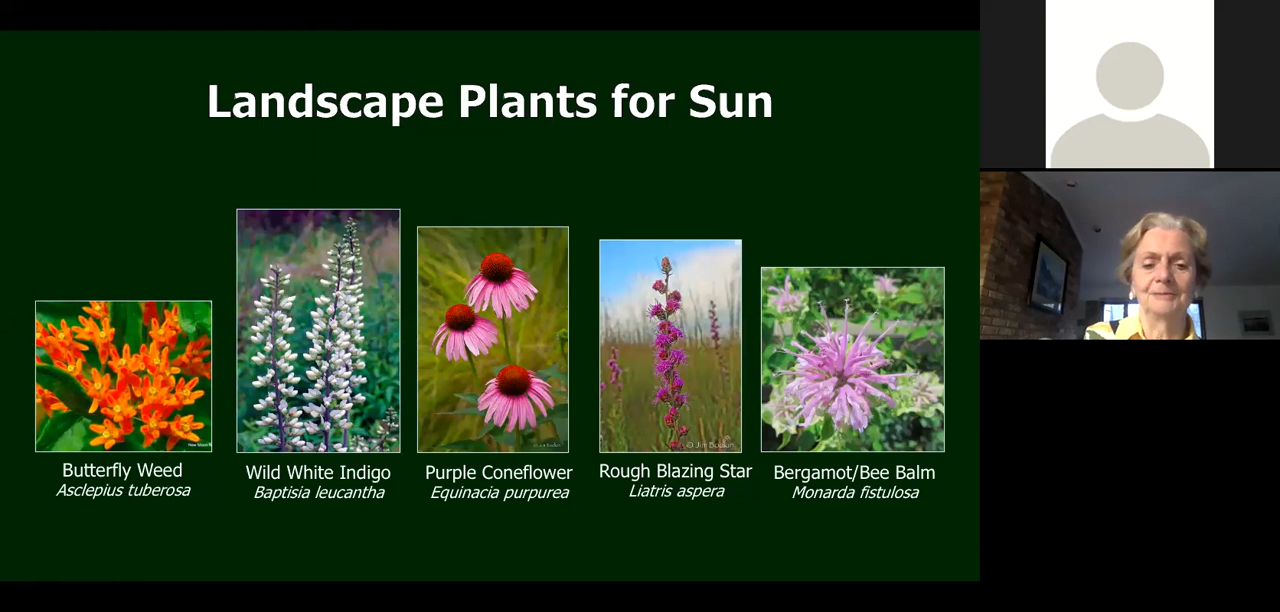 Landscape Plants for Sun
Butterfly Weed
Asclepius tuberosa
Wild White Indigo
Baptisia leucantha
Purple Coneflower
Equinacia purpurea
Rough Blazing Star
Liatris aspera
Bergamot/Bee Balm
Monarda fistulosa